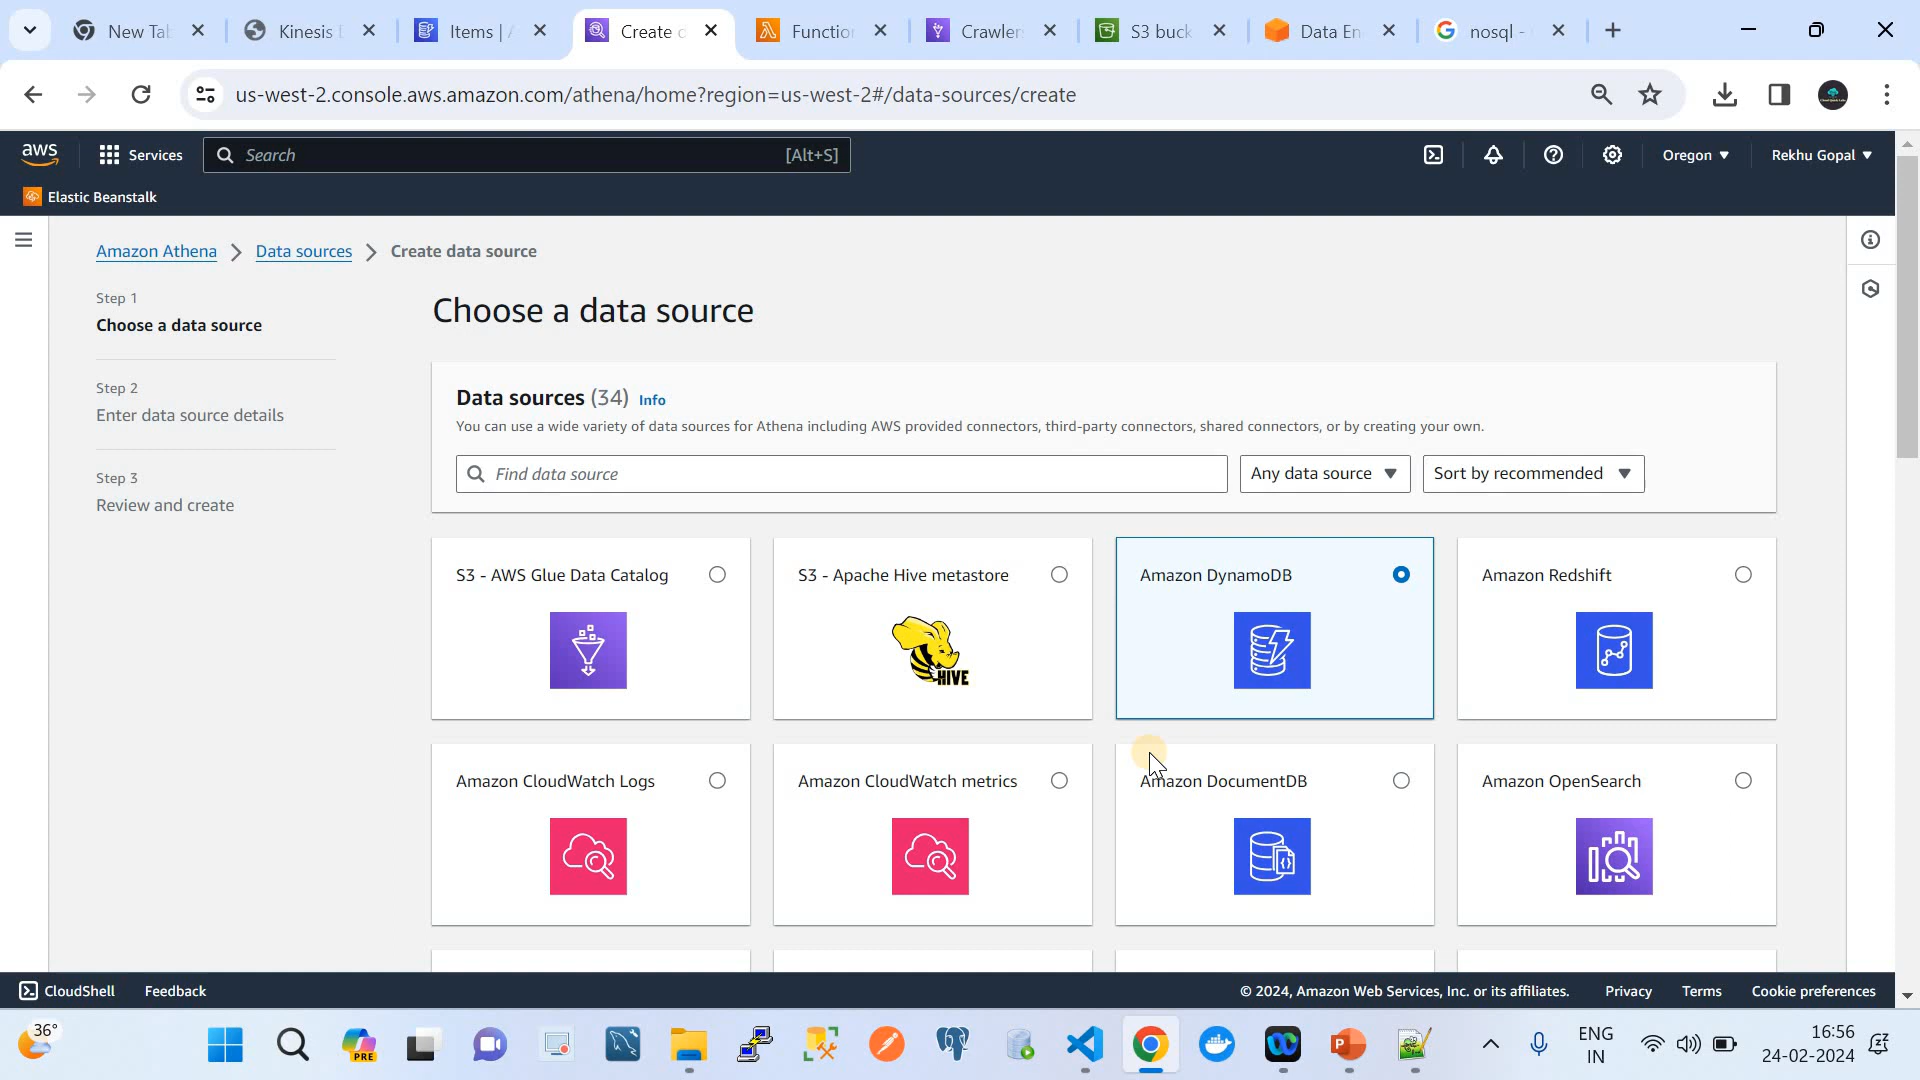 New Ta
Kinesis
Items |
Create
Function
Crawler
S3 buck
Data En
nosql -
us-west-2.console.aws.amazon.com/athena/home?region=us-west-2#/data-sources/create
aws
Services
Search
[Alt+S]
Oregon
Rekhu Gopal
Elastic Beanstalk
Amazon Athena
Data sources
Create data source
Step 1
Choose a data source
Step 2
Enter data source details
Step 3
Review and create
Choose a data source
Data sources (34) Info
You can use a wide variety of data sources for Athena including AWS provided connectors, third-party connectors, shared connectors, or by creating your own.
Find data source
Any data source
Sort by recommended
S3 - AWS Glue Data Catalog
S3 - Apache Hive metastore
HIVE
Amazon DynamoDB
Amazon Redshift
Amazon CloudWatch Logs
Amazon CloudWatch metrics
Amazon DocumentDB
Amazon OpenSearch
CloudShell
Feedback
© 2024, Amazon Web Services, Inc. or its affiliates.
Privacy
Terms
Cookie preferences
36°
PRE
ENG
IN
16:56
24-02-2024